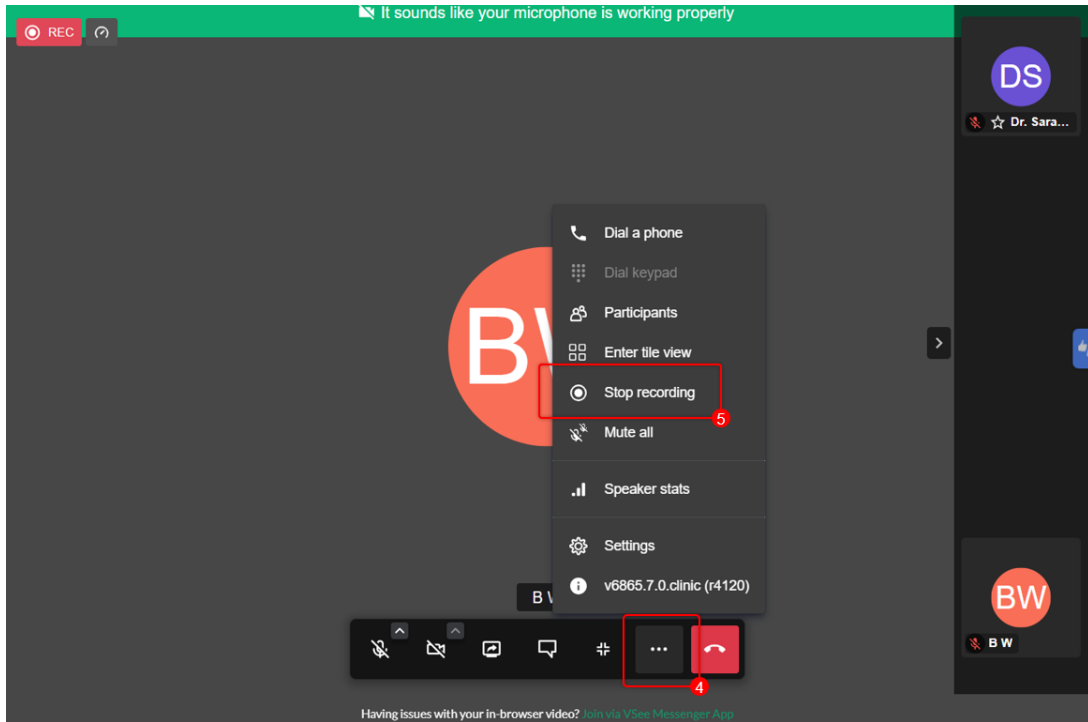 It sounds like your microphone is working properly
REC
DS
Dr. Sara...
Dial a phone
Dial keypad
Participants
Enter tile view
Stop recording
5
Mute all
Speaker stats
Settings
v6865.7.0.clinic (r4120)
BW
B
BW
B W
4
Having issues with your in-browser video? Join via VSee Messenger App